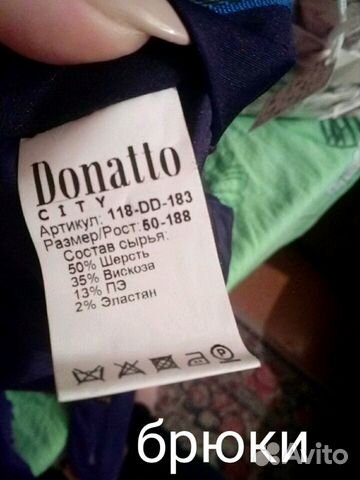 Donatto
CITY
Артикул: 118-DD-183
Размер/Рост: 50-188
Состав сырья:
50% Шерсть
35% Вискоза
13% ПЭ
2% Эластан
P
брюки
Avito